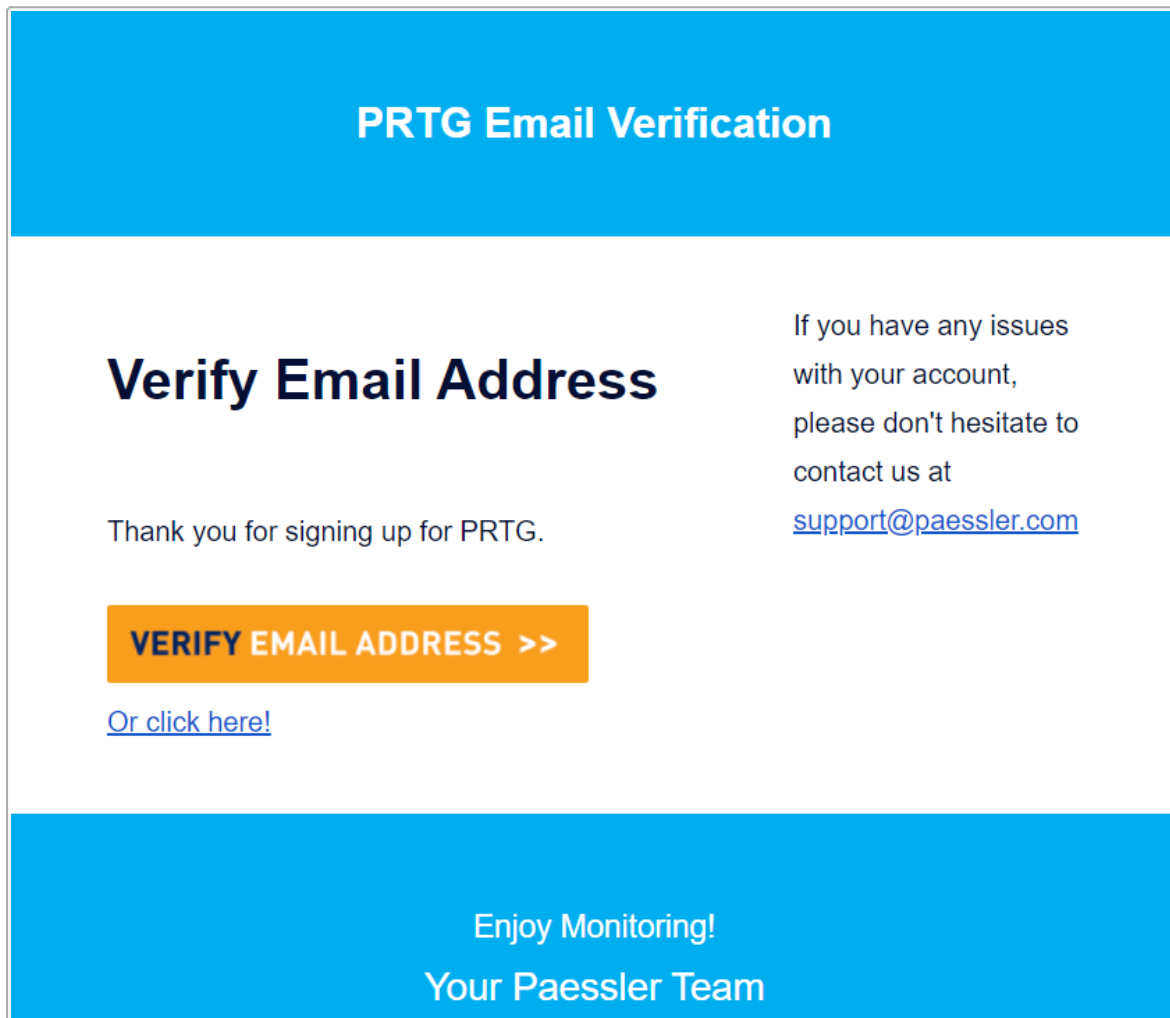 PRTG Email Verification
Verify Email Address
Thank you for signing up for PRTG.
VERIFY EMAIL ADDRESS >>
Or click here!
If you have any issues
with your account,
please don't hesitate to
contact us at
support@paessler.com
Enjoy Monitoring!
Your Paessler Team